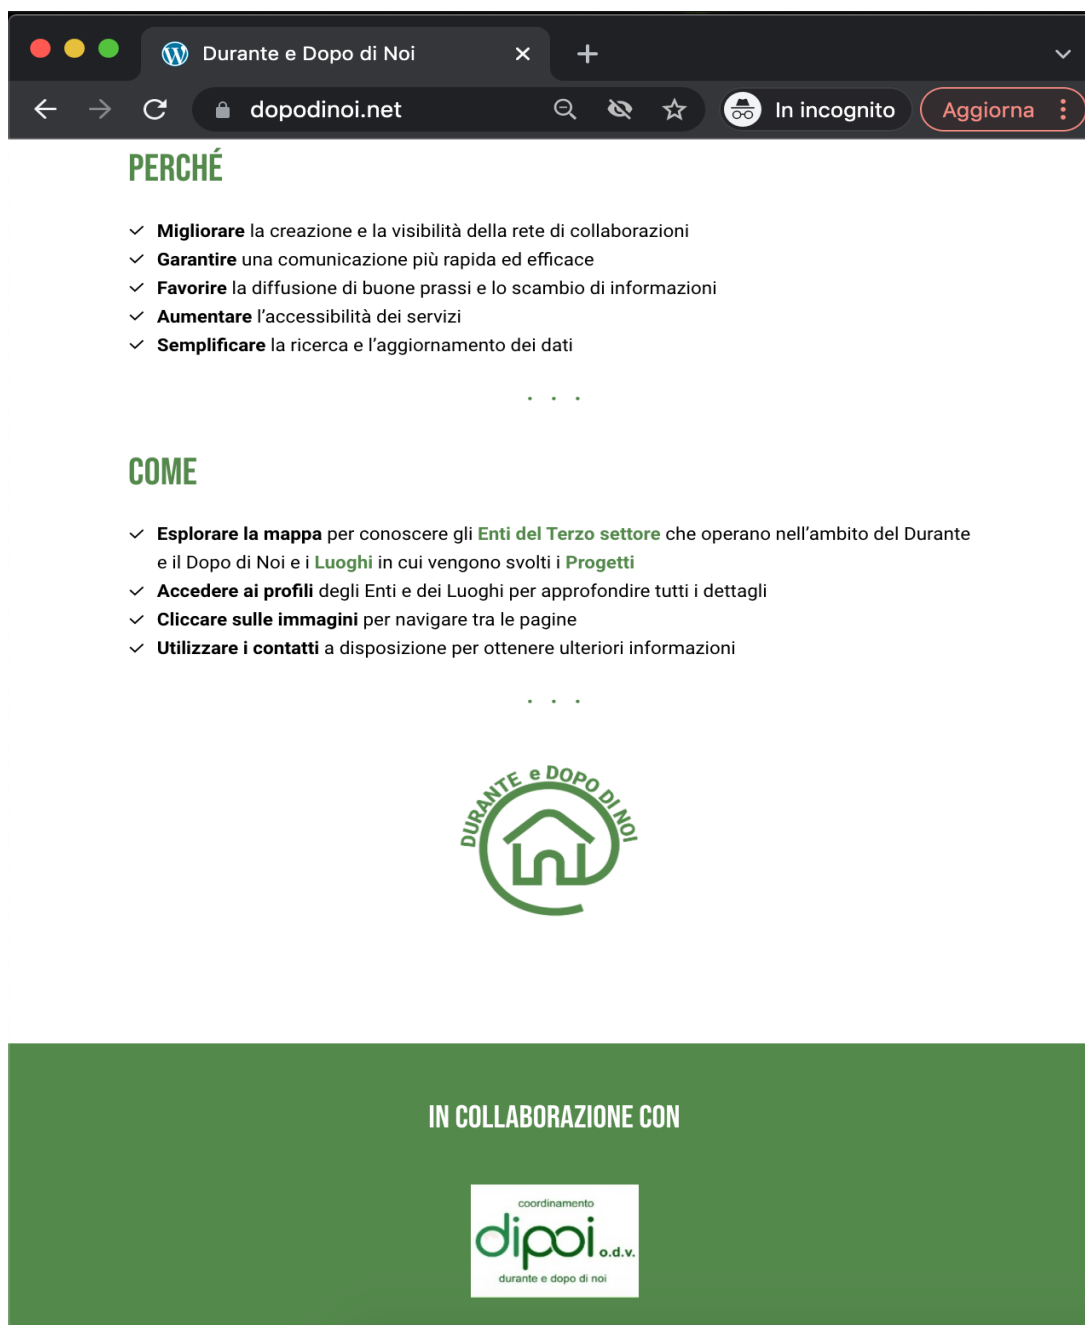 Durante e Dopo di Noi
dopodinoi.net
In incognito
Aggiorna
PERCHÉ
Migliorare la creazione e la visibilità della rete di collaborazioni
Garantire una comunicazione più rapida ed efficace
Favorire la diffusione di buone prassi e lo scambio di informazioni
Aumentare l’accessibilità dei servizi
Semplificare la ricerca e l’aggiornamento dei dati
. . .
COME
Esplorare la mappa per conoscere gli Enti del Terzo settore che operano nell’ambito del Durante
e il Dopo di Noi e i Luoghi in cui vengono svolti i Progetti
Accedere ai profili degli Enti e dei Luoghi per approfondire tutti i dettagli
Cliccare sulle immagini per navigare tra le pagine
Utilizzare i contatti a disposizione per ottenere ulteriori informazioni
. . .
DURANTE e DOPO DI NOI
IN COLLABORAZIONE CON
coordinamento
dipoi o.d.v.
durante e dopo di noi